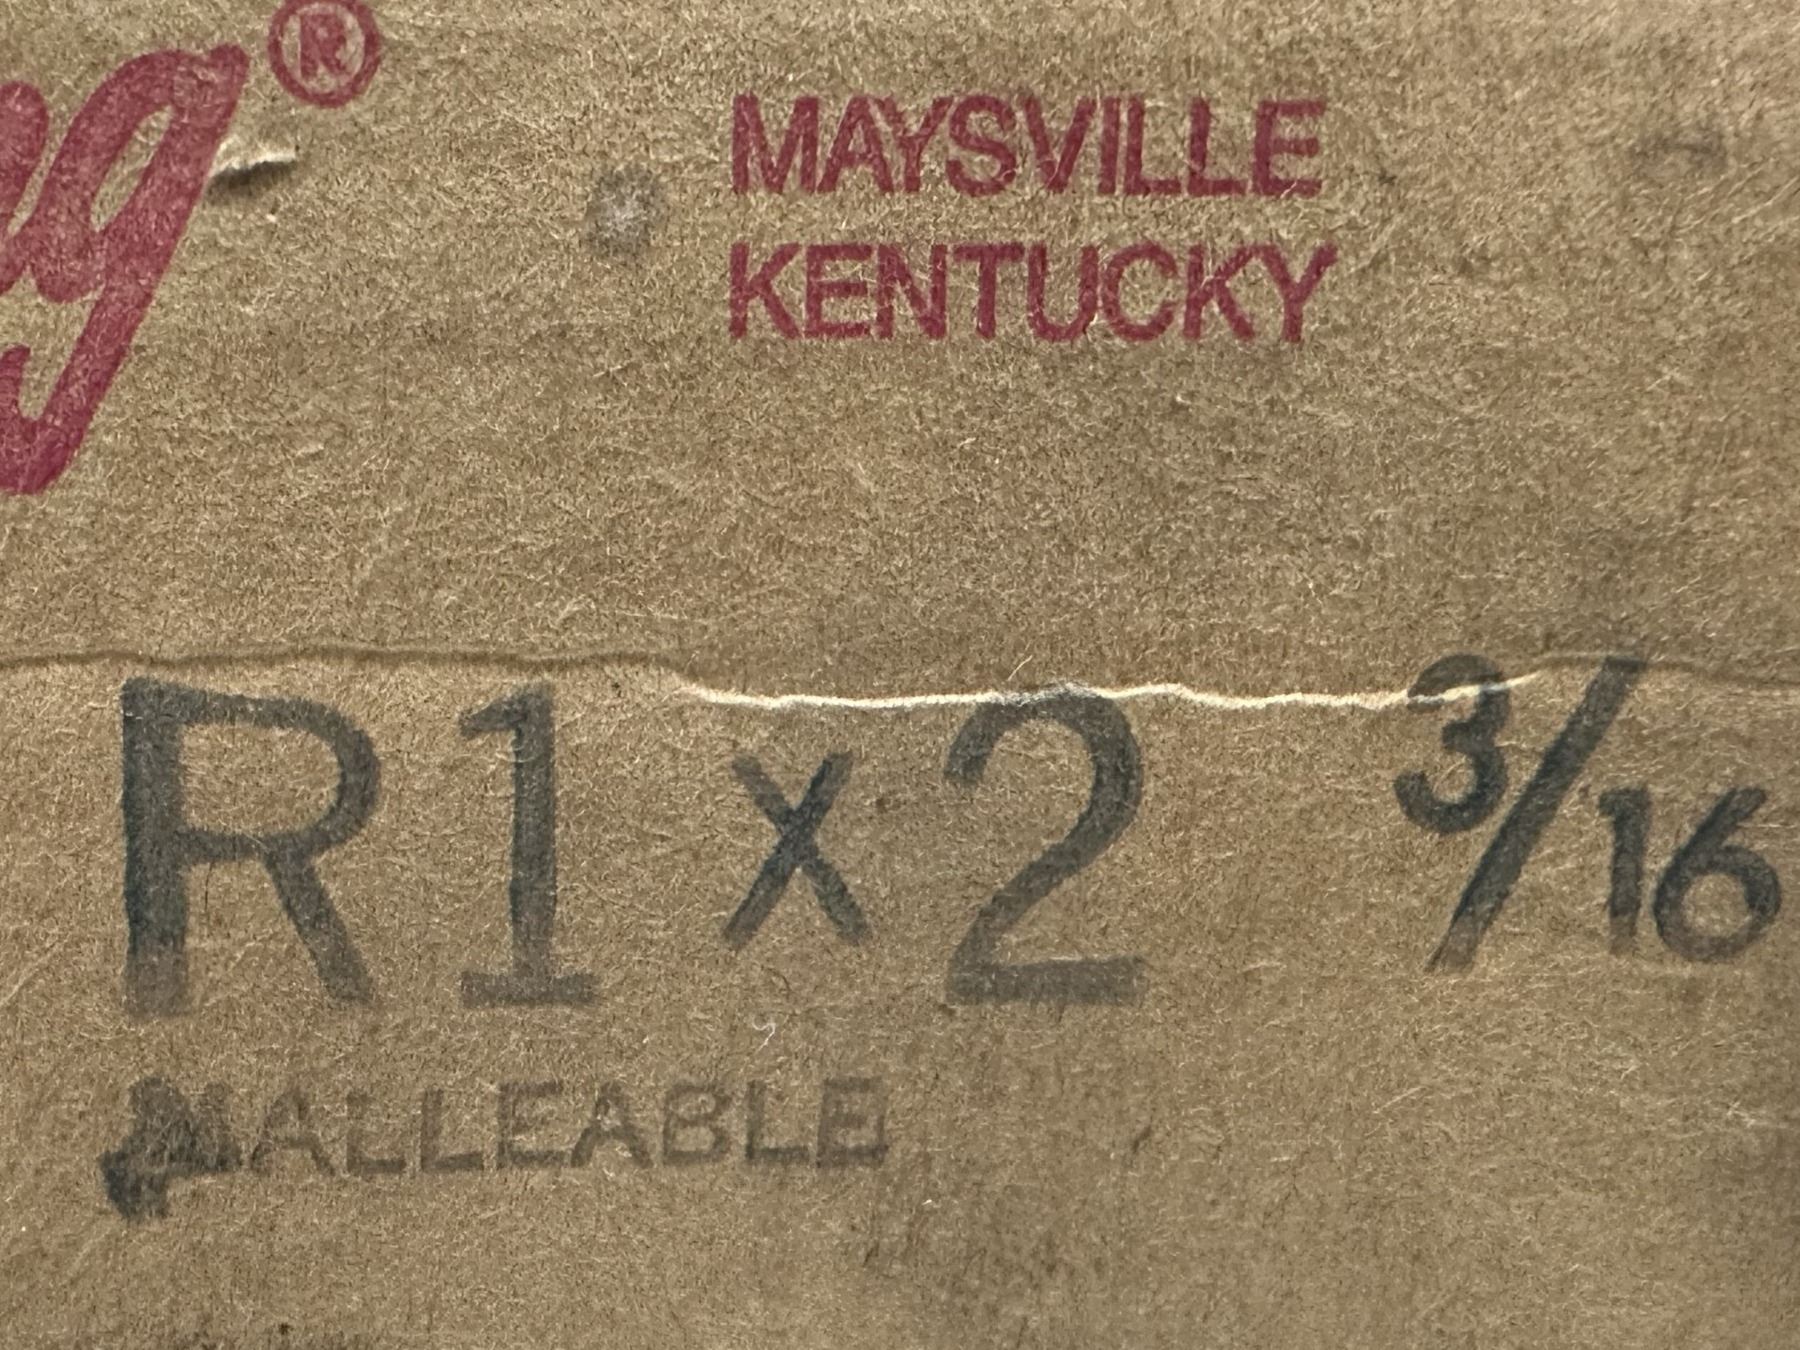 ®
MAYSVILLE
KENTUCKY
R1 x 2 3/16
MALLEABLE